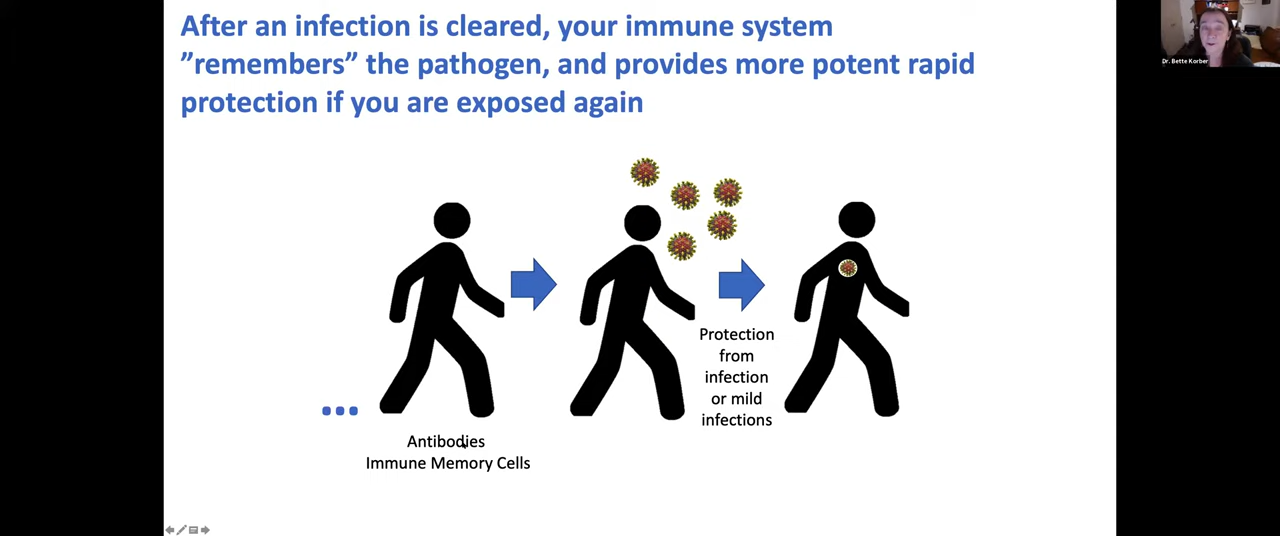 After an infection is cleared, your immune system
”remembers” the pathogen, and provides more potent rapid
protection if you are exposed again
Dr. Bette Korber
Protection
from
infection
or mild
infections
...
Antibodies
Immune Memory Cells